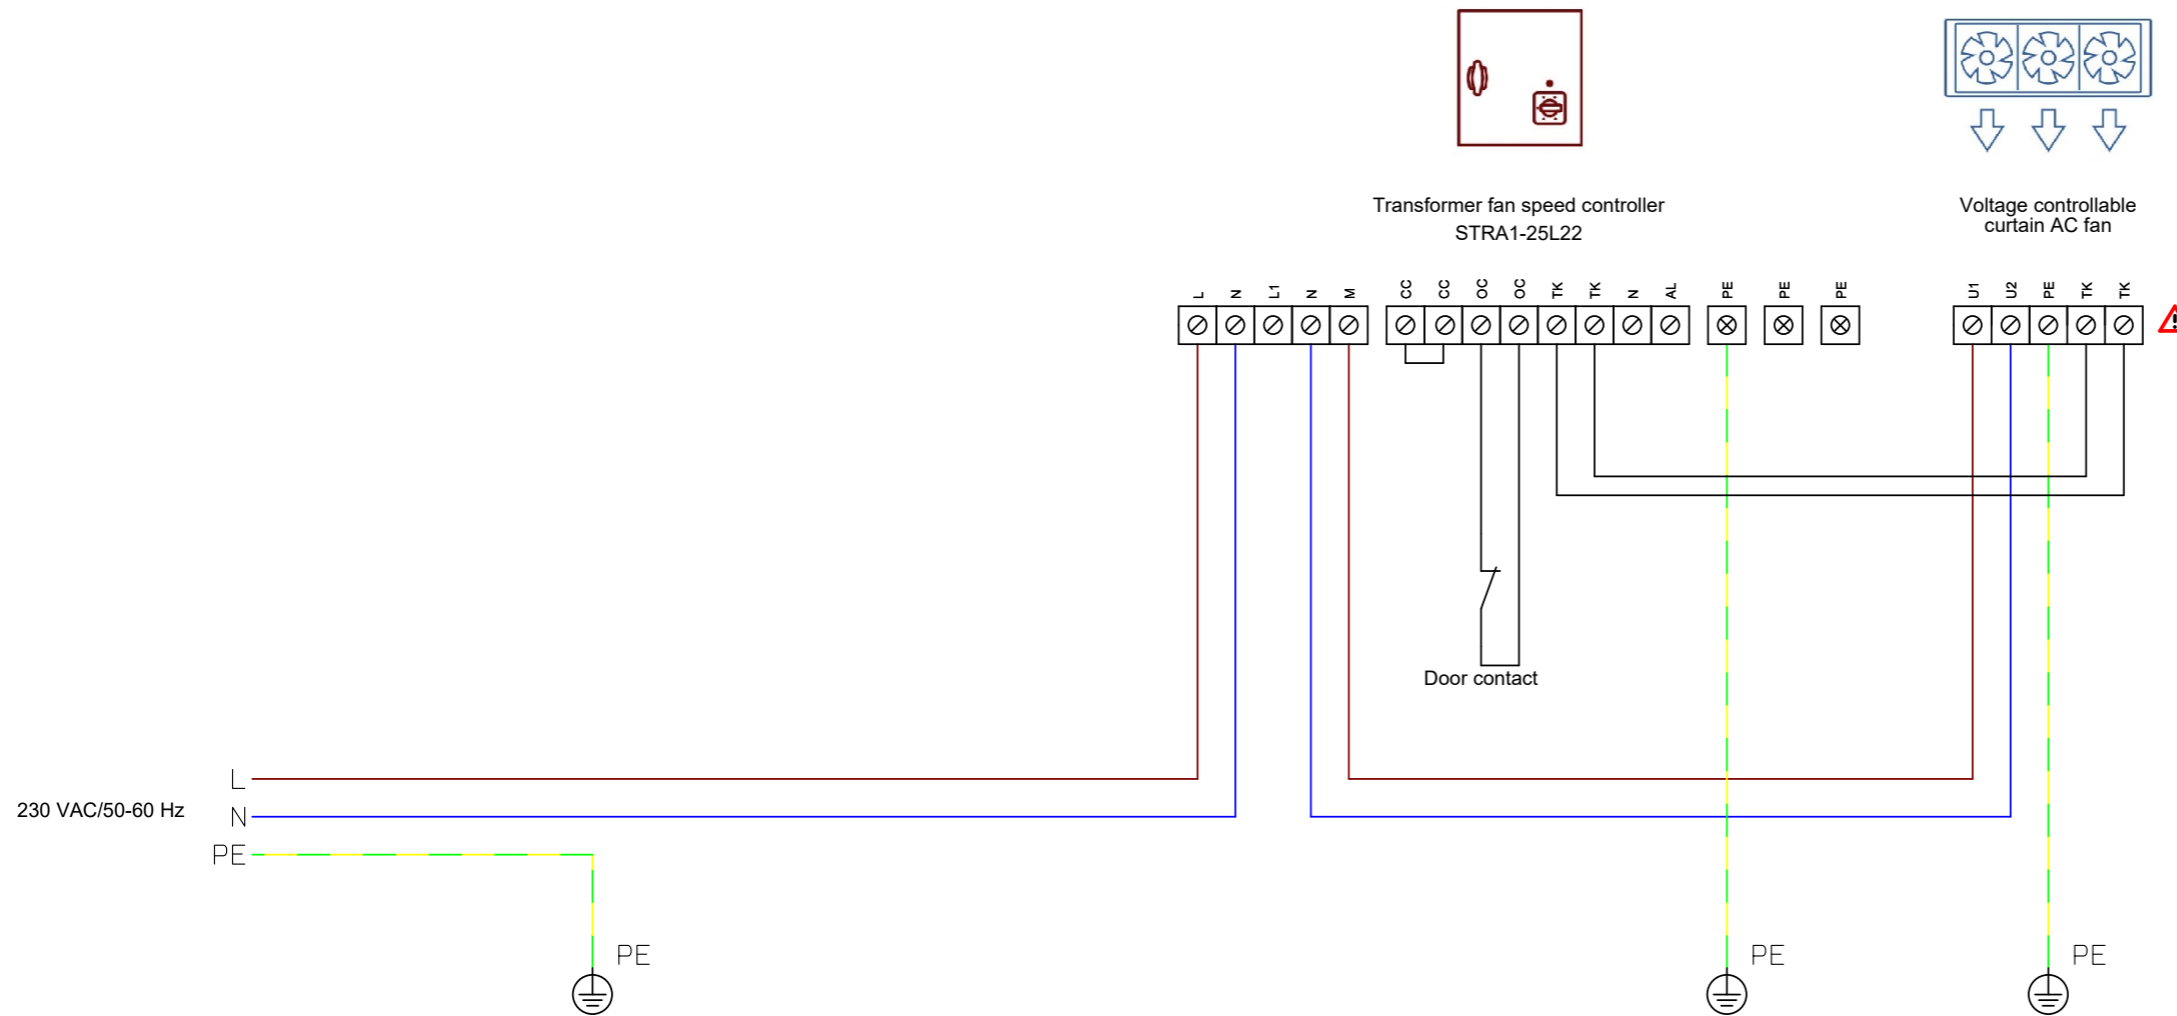 Transformer fan speed controller
STRA1-25L22
Voltage controllable
curtain AC fan
L N L1 N M CC CC OC OC TK TK N AL PE PE PE U1 U2 PE TK TK
Door contact
230 VAC/50-60 Hz
L
N
PE
PE
PE
PE